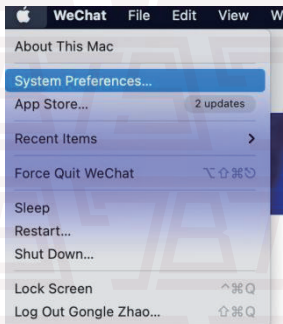 WeChat File Edit View W
About This Mac
System Preferences...
App Store... 2 updates
Recent Items >
Force Quit WeChat ⌥⇧⌘⎋
Sleep
Restart...
Shut Down...
Lock Screen ^⌘Q
Log Out Gongle Zhao... ⇧⌘Q